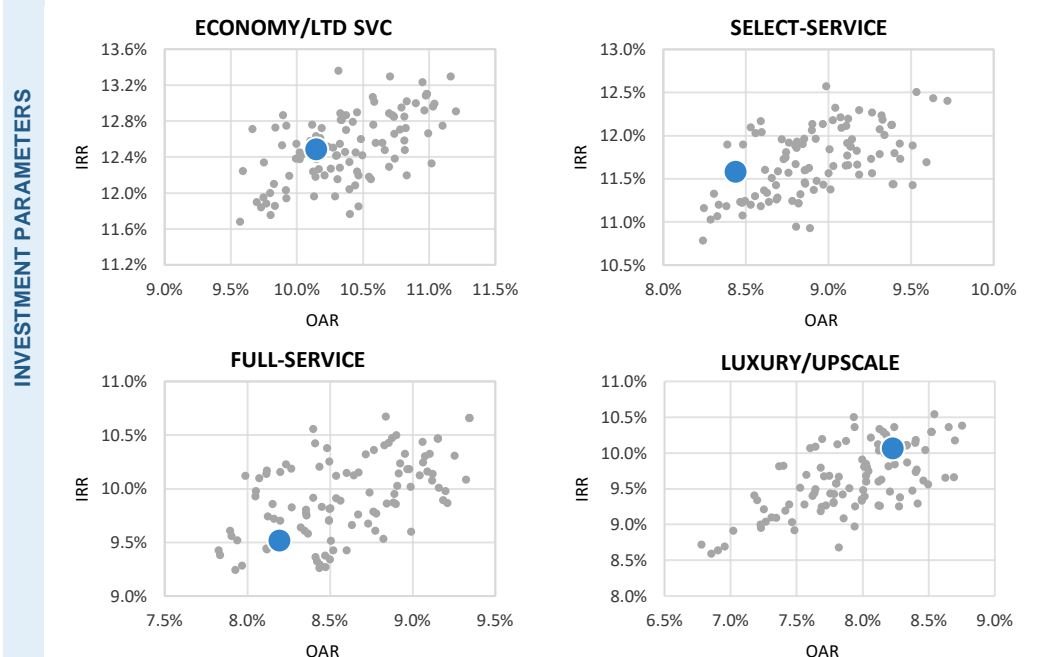 INVESTMENT PARAMETERS
ECONOMY/LTD SVC
13.6%
13.2%
12.8%
12.4%
12.0%
11.6%
11.2%
IRR
9.0% 9.5% 10.0% 10.5% 11.0% 11.5%
OAR
SELECT-SERVICE
13.0%
12.5%
12.0%
11.5%
11.0%
10.5%
IRR
8.0% 8.5% 9.0% 9.5% 10.0%
OAR
FULL-SERVICE
11.0%
10.5%
10.0%
9.5%
9.0%
IRR
7.5% 8.0% 8.5% 9.0% 9.5%
OAR
LUXURY/UPSCALE
11.0%
10.5%
10.0%
9.5%
9.0%
8.5%
8.0%
IRR
6.5% 7.0% 7.5% 8.0% 8.5% 9.0%
OAR